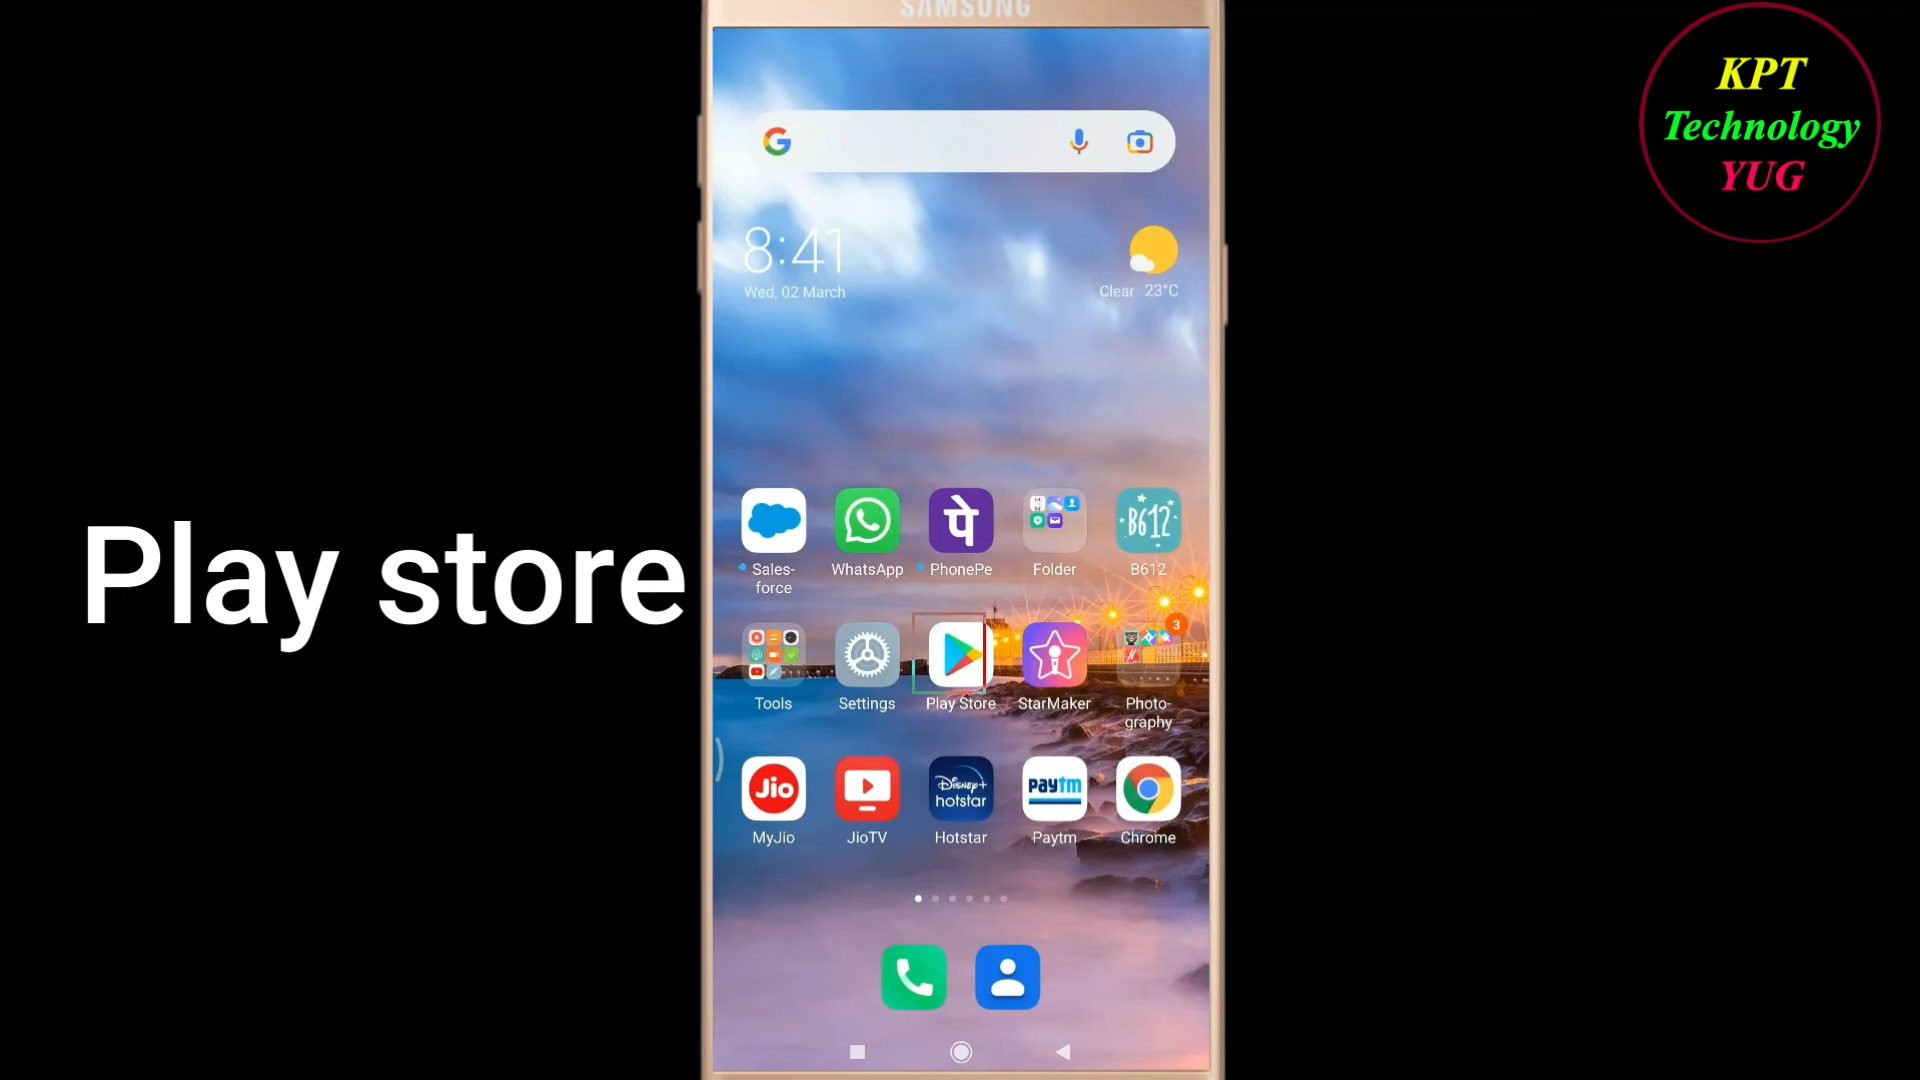 SAMSUNG
KPT
Technology
YUG
8:41
Wed, 02 March
Clear 23°C
Play store
पे
B612
Sales-
force
WhatsApp
PhonePe
Folder
B612
3
Tools
Settings
Play Store
StarMaker
Photo-
graphy
Jio
Disney+
hotstar
paytm
MyJio
JioTV
Hotstar
Paytm
Chrome